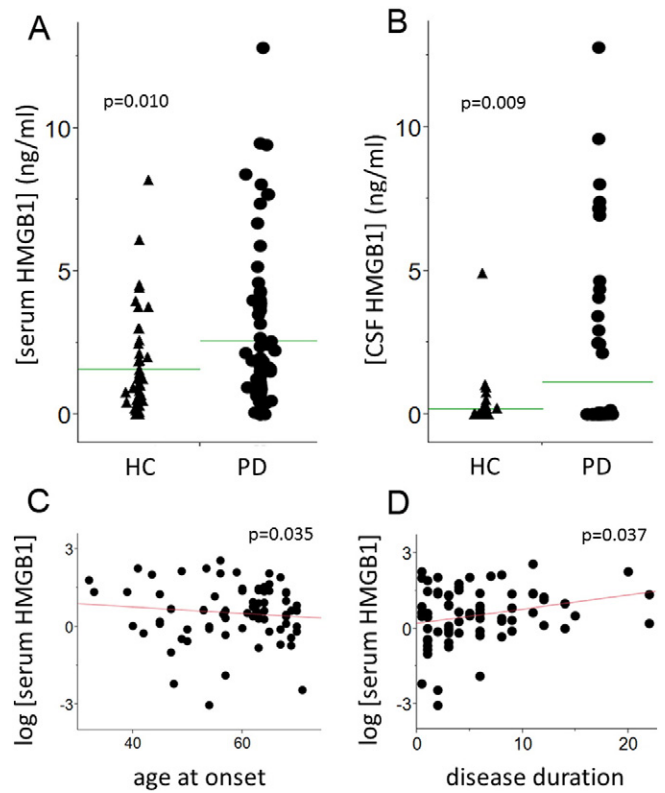 A
[serum HMGB1] (ng/ml)
10
5
0
p=0.010
HC
PD
B
[CSF HMGB1] (ng/ml)
10
5
0
p=0.009
HC
PD
C
log [serum HMGB1]
3
0
-3
p=0.035
40
60
age at onset
D
log [serum HMGB1]
3
0
-3
p=0.037
0
10
20
disease duration